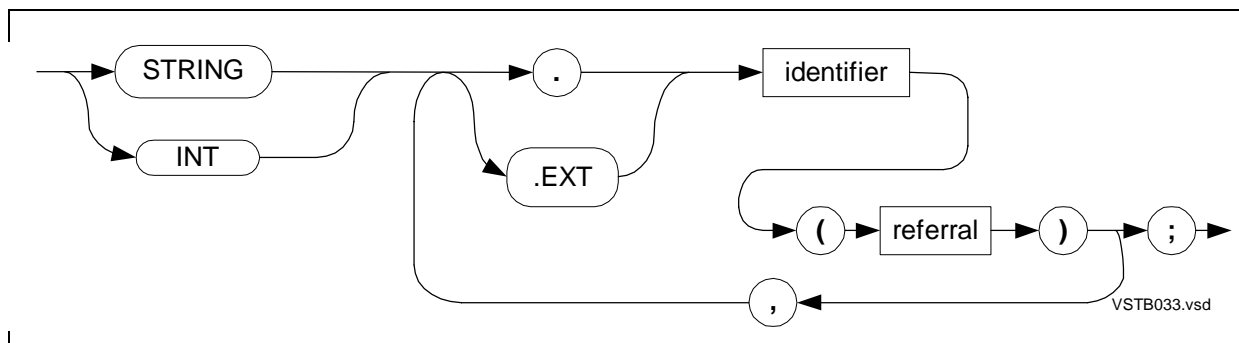 STRING
.
identifier
INT
.EXT
(
referral
)
;
,
VSTB033.vsd